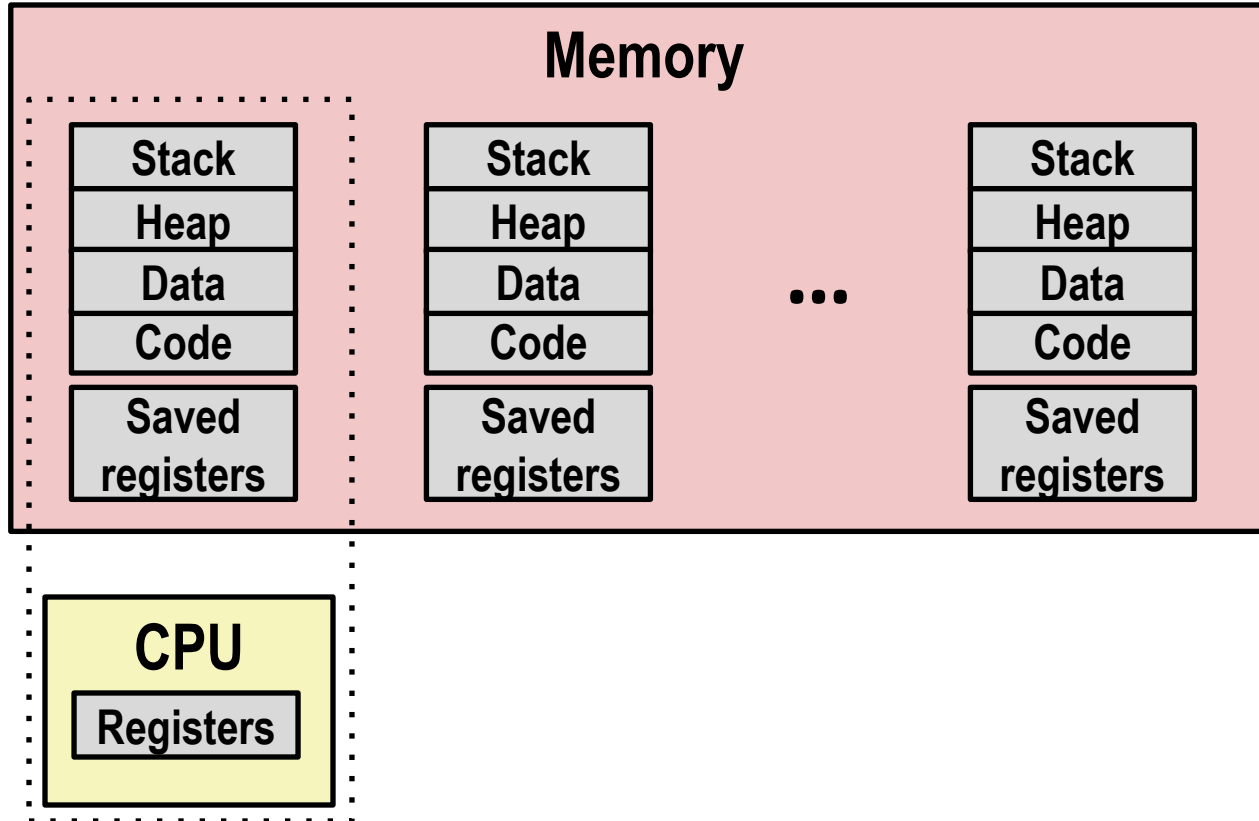 Memory
Stack
Heap
Data
Code
Saved
registers
Stack
Heap
Data
Code
Saved
registers
...
Stack
Heap
Data
Code
Saved
registers
CPU
Registers